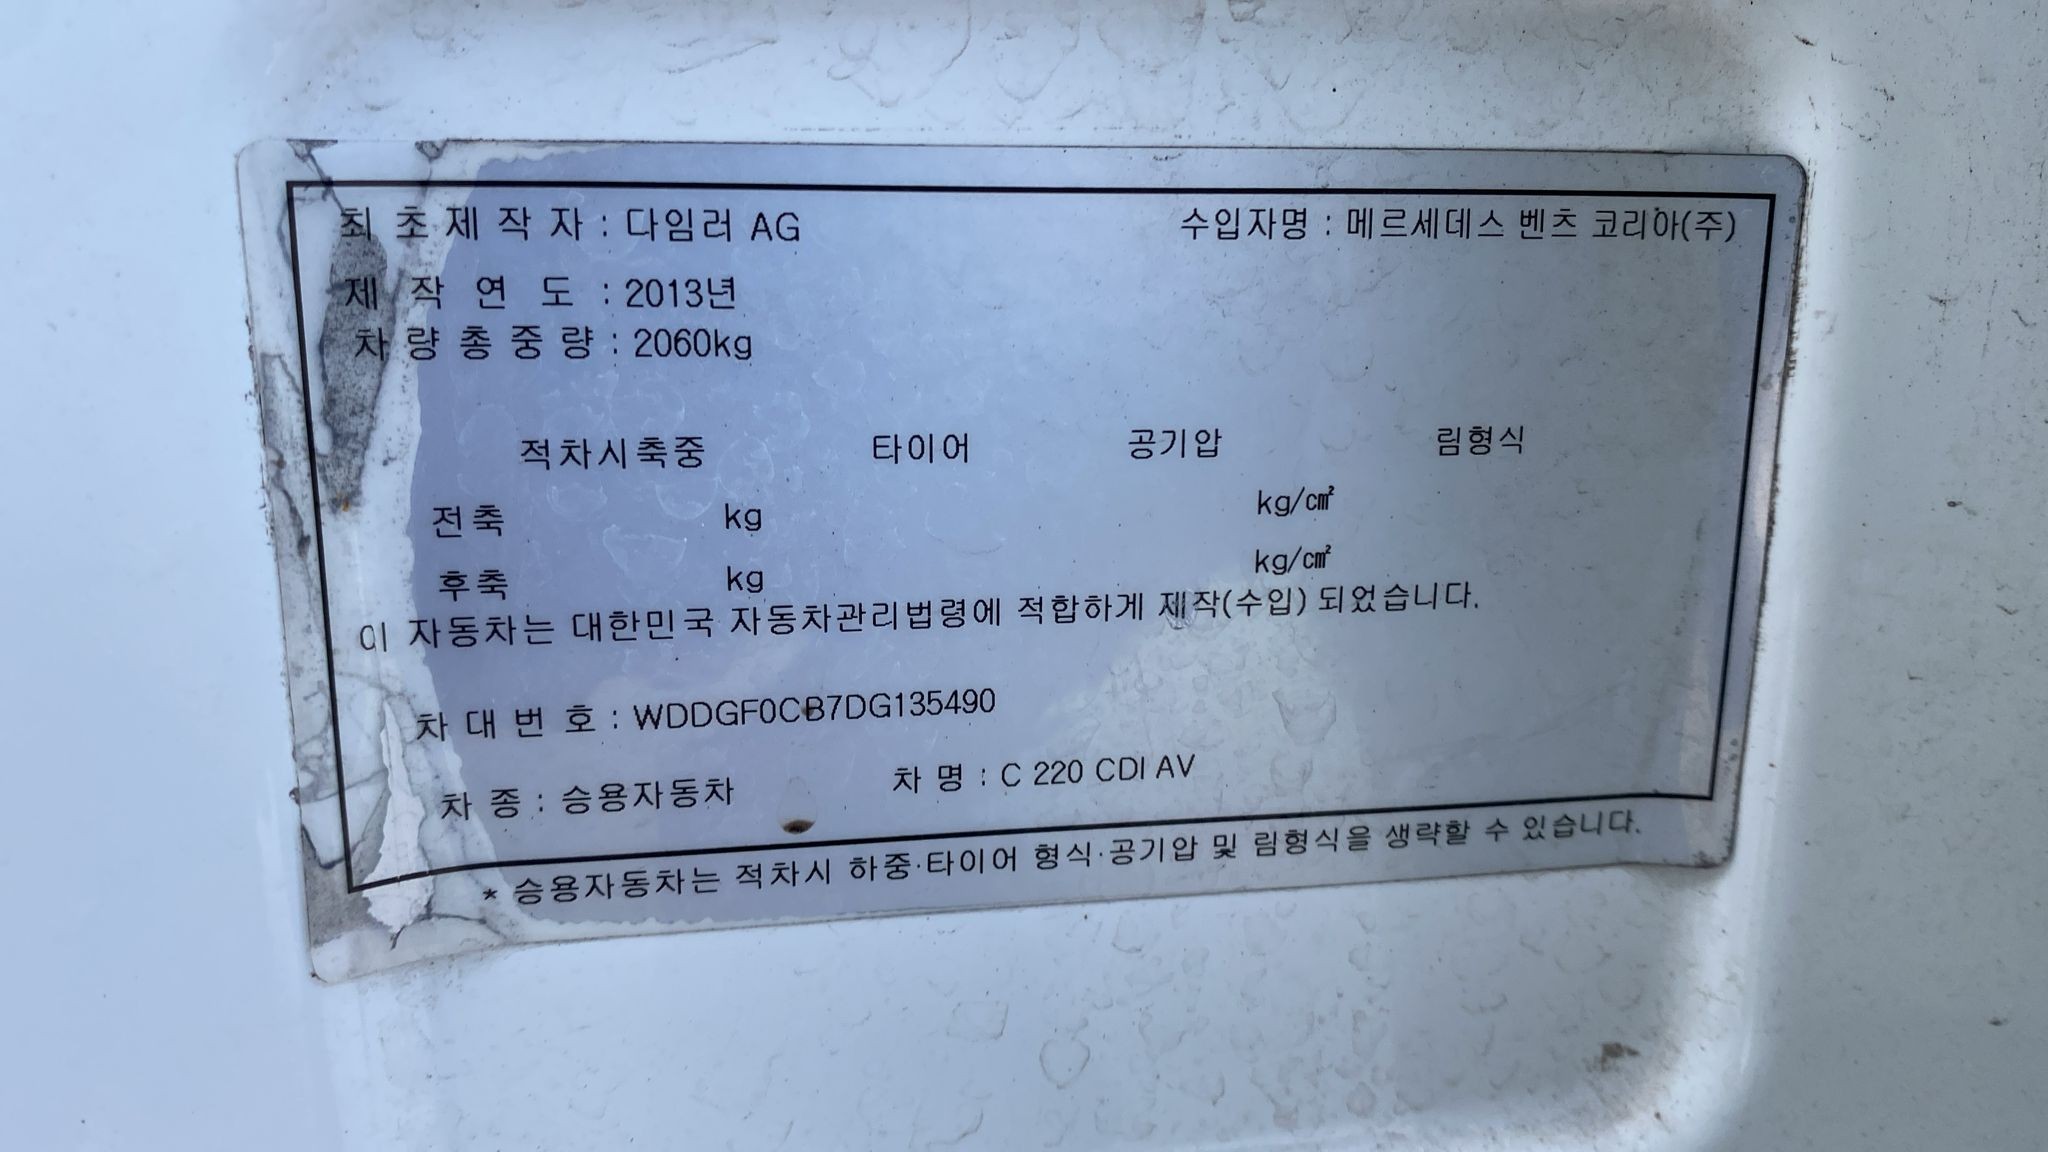 최 초 제 작 자 : 다임러 AG 수입자명 : 메르세데스 벤츠 코리아(주)
제 작 연 도 : 2013년
차 량 총 중 량 : 2060kg
적차시축중 타이어 공기압 림형식
전축 kg kg/㎠
후축 kg kg/㎠
이 자동차는 대한민국 자동차관리법령에 적합하게 제작(수입) 되었습니다.
차 대 번 호 : WDDGF0CB7DG135490
차 종 : 승용자동차 차 명 : C 220 CDI AV
* 승용자동차는 적차시 하중·타이어 형식·공기압 및 림형식을 생략할 수 있습니다.